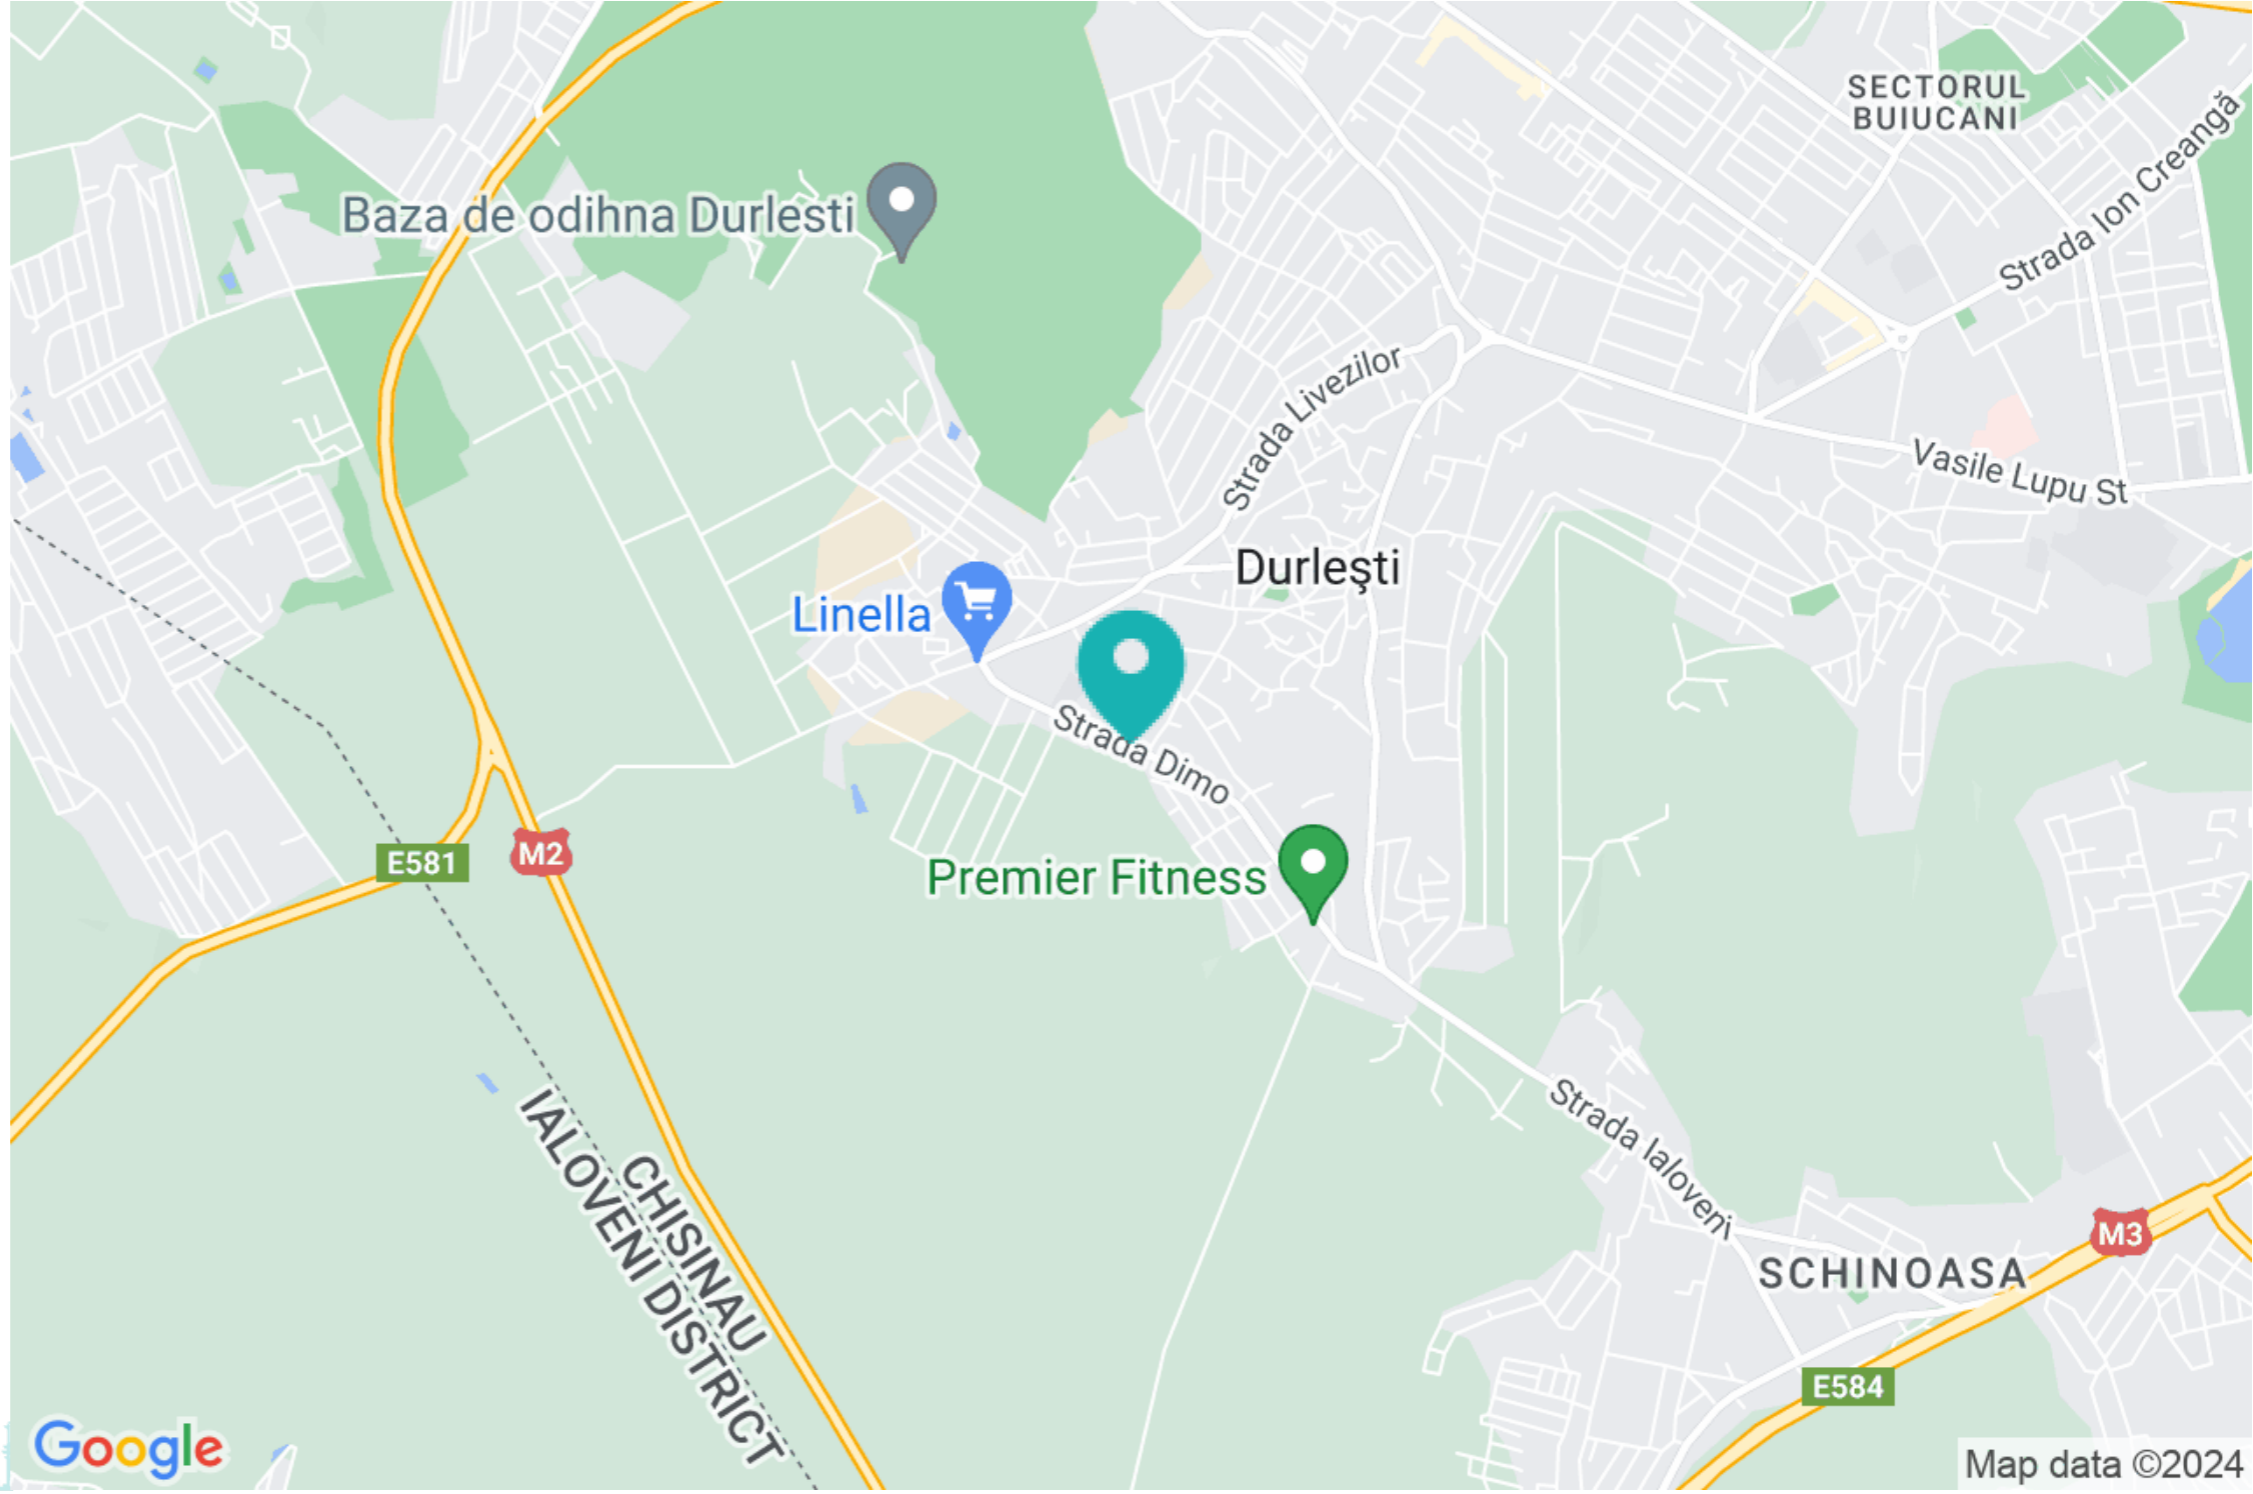 SECTORUL
BUIUCANI
Strada Ion Creangă
Baza de odihna Durlesti
Strada Livezilor
Vasile Lupu St
Durleşti
Linella
Strada Dimo
E581
M2
Premier Fitness
Strada Ialoveni
CHISINAU
IALOVENI DISTRICT
M3
SCHINOASA
E584
Google
Map data ©2024